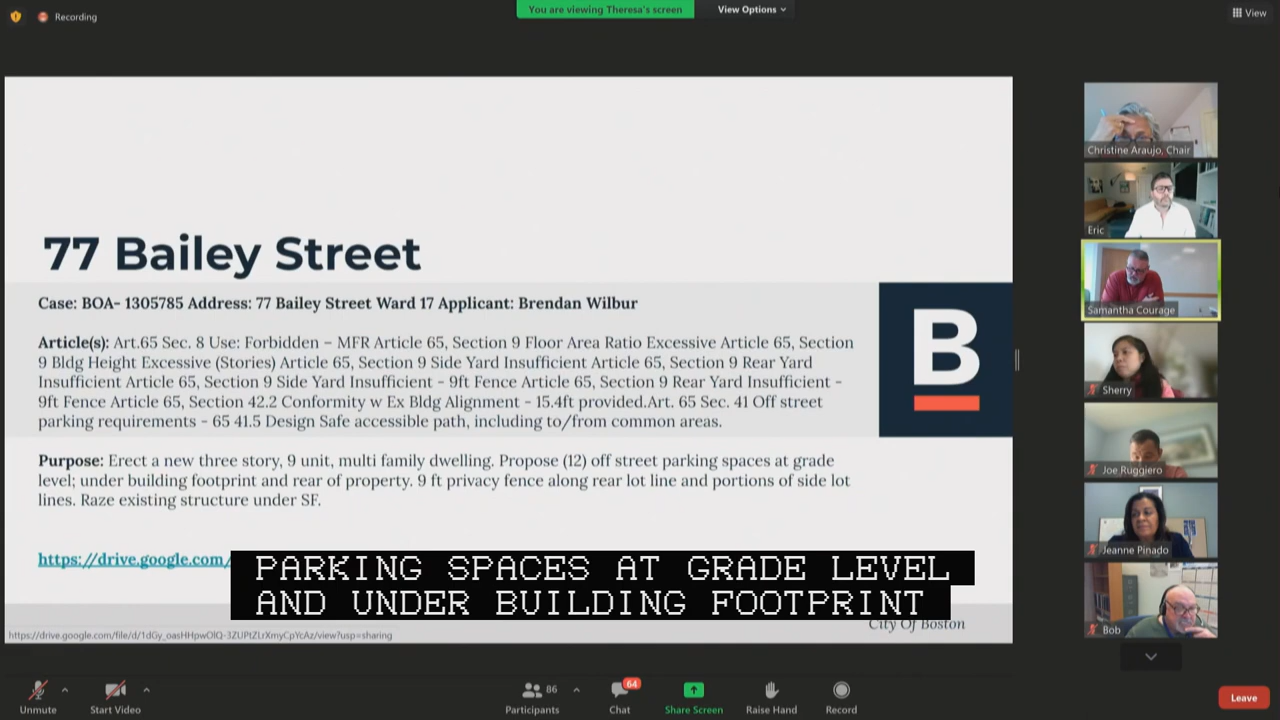 Recording
You are viewing Theresa's screen
View Options
View
77 Bailey Street
Case: BOA- 1305785 Address: 77 Bailey Street Ward 17 Applicant: Brendan Wilbur
Article(s): Art.65 Sec. 8 Use: Forbidden – MFR Article 65, Section 9 Floor Area Ratio Excessive Article 65, Section
9 Bldg Height Excessive (Stories) Article 65, Section 9 Side Yard Insufficient Article 65, Section 9 Rear Yard
Insufficient Article 65, Section 9 Side Yard Insufficient - 9ft Fence Article 65, Section 9 Rear Yard Insufficient -
9ft Fence Article 65, Section 42.2 Conformity w Ex Bldg Alignment - 15.4ft provided.Art. 65 Sec. 41 Off street
parking requirements - 65 41.5 Design Safe accessible path, including to/from common areas.
B
Purpose: Erect a new three story, 9 unit, multi family dwelling. Propose (12) off street parking spaces at grade
level; under building footprint and rear of property. 9 ft privacy fence along rear lot line and portions of side lot
lines. Raze existing structure under SF.
https://drive.google.com/
PARKING SPACES AT GRADE LEVEL
AND UNDER BUILDING FOOTPRINT
City Of Boston
https://drive.google.com/file/d/1dGy_oasHHpwOlQ-3ZUPtZLrXmyCpYcAz/view?usp=sharing
Christine Araujo, Chair
Eric
Samantha Courage
Sherry
Joe Ruggiero
Jeanne Pinado
Bob
Unmute
Start Video
86
Participants
64
Chat
Share Screen
Raise Hand
Record
Leave